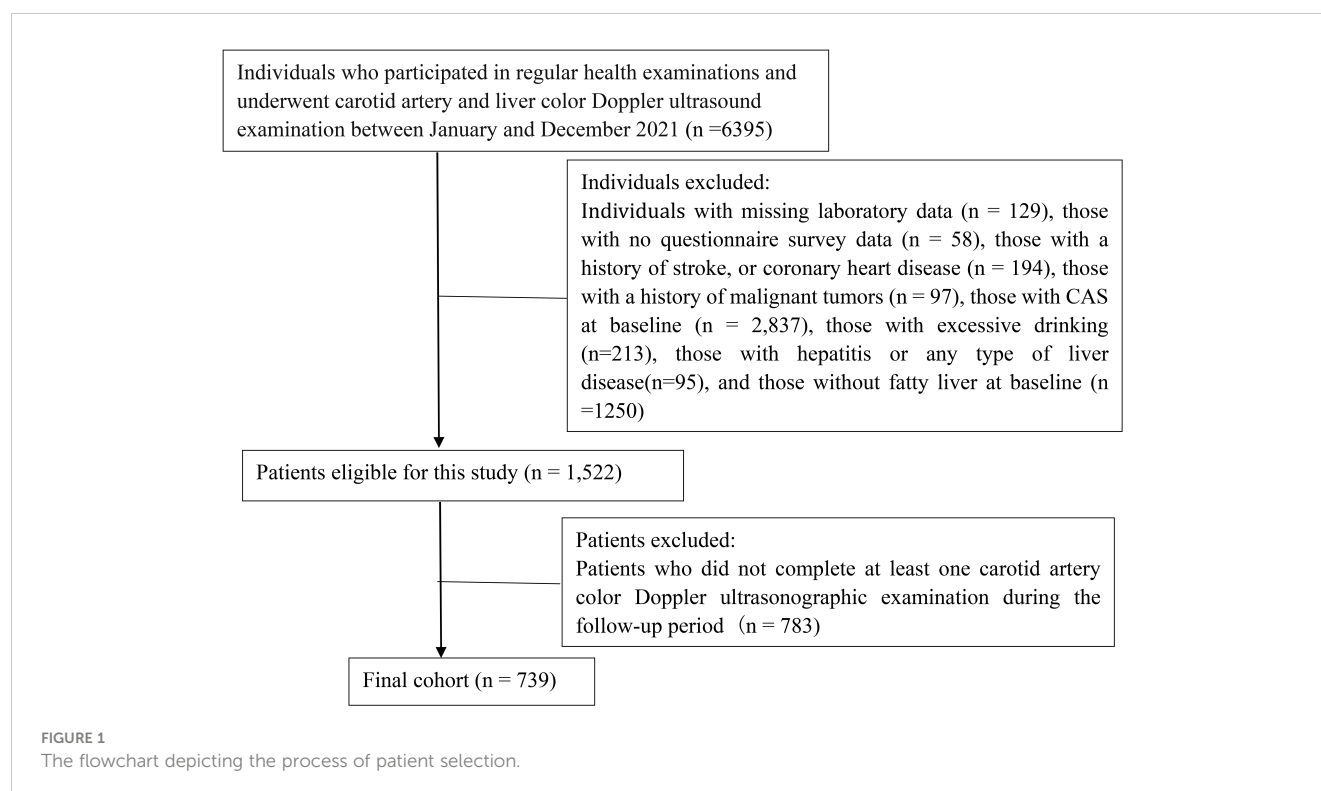 Individuals who participated in regular health examinations and
underwent carotid artery and liver color Doppler ultrasound
examination between January and December 2021 (n =6395)
Individuals excluded:
Individuals with missing laboratory data (n = 129), those
with no questionnaire survey data (n = 58), those with a
history of stroke, or coronary heart disease (n = 194), those
with a history of malignant tumors (n = 97), those with CAS
at baseline (n = 2,837), those with excessive drinking
(n=213), those with hepatitis or any type of liver
disease(n=95), and those without fatty liver at baseline (n
=1250)
Patients eligible for this study (n = 1,522)
Patients excluded:
Patients who did not complete at least one carotid artery
color Doppler ultrasonographic examination during the
follow-up period（n = 783)
Final cohort (n = 739)
FIGURE 1
The flowchart depicting the process of patient selection.